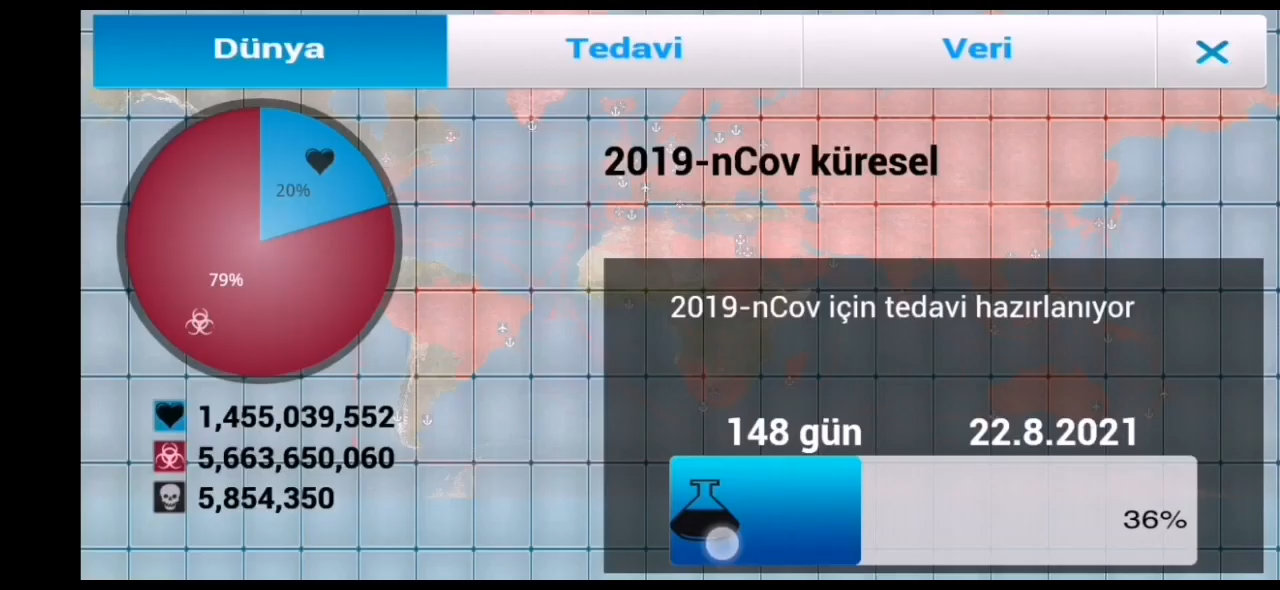 Dünya
Tedavi
Veri
20%
79%
1,455,039,552
5,663,650,060
5,854,350
2019-nCov küresel
2019-nCov için tedavi hazırlanıyor
148 gün
22.8.2021
36%